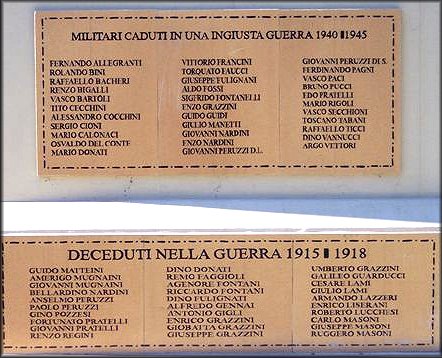 MILITARI CADUTI IN UNA INGIUSTA GUERRA 1940 1945
FERNANDO ALLEGRANTI
ROLANDO BINI
RAFFAELLO BACHERI
RENZO BIGALLI
VASCO BARTOLI
TITO CECCHINI
ALESSANDRO COCCHINI
SERGIO CIONI
MARIO CALONACI
OSVALDO DEL CONTE
MARIO DONATI
VITTORIO FRANCINI
TORQUATO FAUCCI
GIUSEPPE FULIGNANI
ALDO FOSSI
SIGFRIDO FONTANELLI
ENZO GRAZZINI
GUIDO GUIDI
GIULIO MANETTI
GIOVANNI NARDINI
ENZO NARDINI
GIOVANNI PERUZZI D.L.
GIOVANNI PERUZZI DI S.
FERDINANDO PAGNI
VASCO PACI
BRUNO PUCCI
EDO PRATELLI
MARIO RIGOLI
VASCO SECCHIONI
TOSCANO TABANI
RAFFAELLO TICCI
DINO VANNUCCI
ARGO VETTORI
DECEDUTI NELLA GUERRA 1915 1918
GUIDO MATTEINI
AMERIGO MUGNAINI
GIOVANNI MUGNAINI
BELLARDINO NARDINI
ANSELMO PERUZZI
PAOLO PERUZZI
GINO POZZESI
FORTUNATO PRATELLI
GIOVANNI PRATELLI
RENZO REGINI
DINO DONATI
REMO FAGGIOLI
AGENORE FONTANI
RICCARDO FONTANI
DINO FULIGNATI
ALFREDO GENNAI
ANTONIO GIGLI
ENRICO GRAZZINI
GIOBATTA GRAZZINI
GIUSEPPE GRAZZINI
UMBERTO GRAZZINI
GALILEO GUARDUCCI
CESARE LAMI
GIULIO LAMI
ARMANDO LAZZERI
ENRICO LISERANI
ROBERTO LUCCHESI
CARLO MASONI
GIUSEPPE MASONI
RUGGERO MASONI